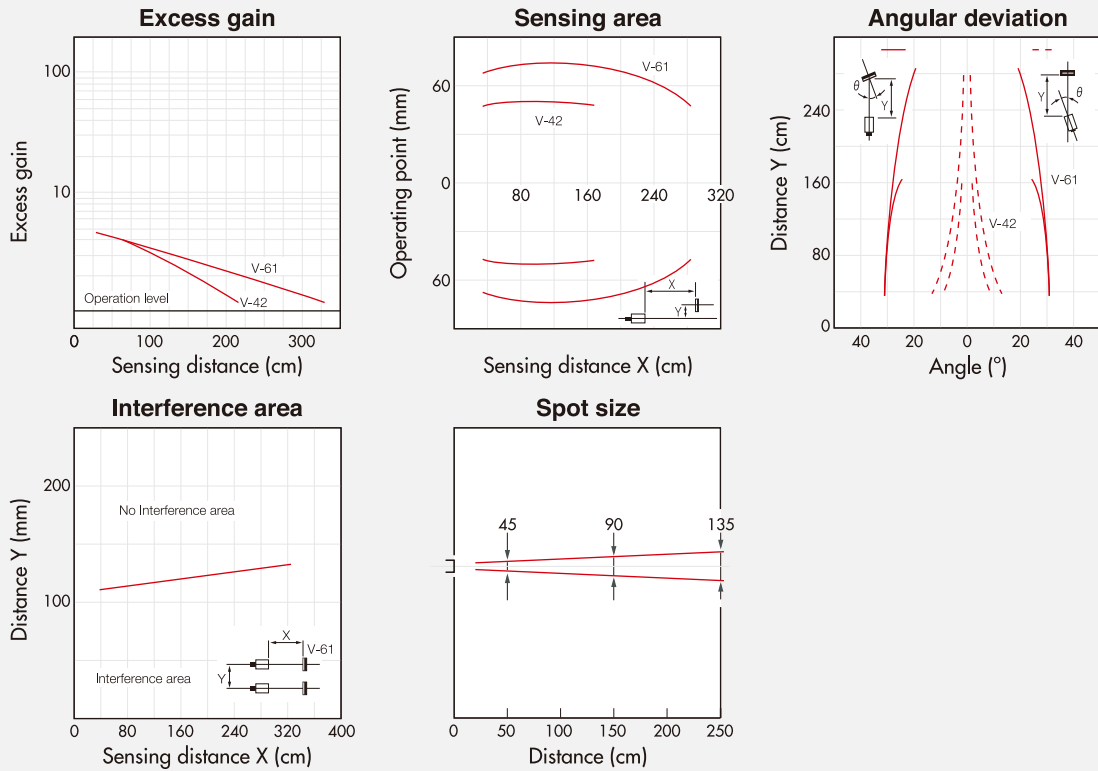 Excess gain
Excess gain
100
10
Operation level
V-61
V-42
0
100
200
300
Sensing distance (cm)
Sensing area
Operating point (mm)
60
0
60
V-61
V-42
80
160
240
320
X
Y
Sensing distance X (cm)
Angular deviation
Distance Y (cm)
240
160
80
0
θ
Y
Y
θ
V-61
V-42
40
20
0
20
40
Angle (°)
Interference area
Distance Y (mm)
200
100
No Interference area
Interference area
X
V-61
Y
0
80
160
240
320
400
Sensing distance X (cm)
Spot size
45
90
135
0
50
100
150
200
250
Distance (cm)